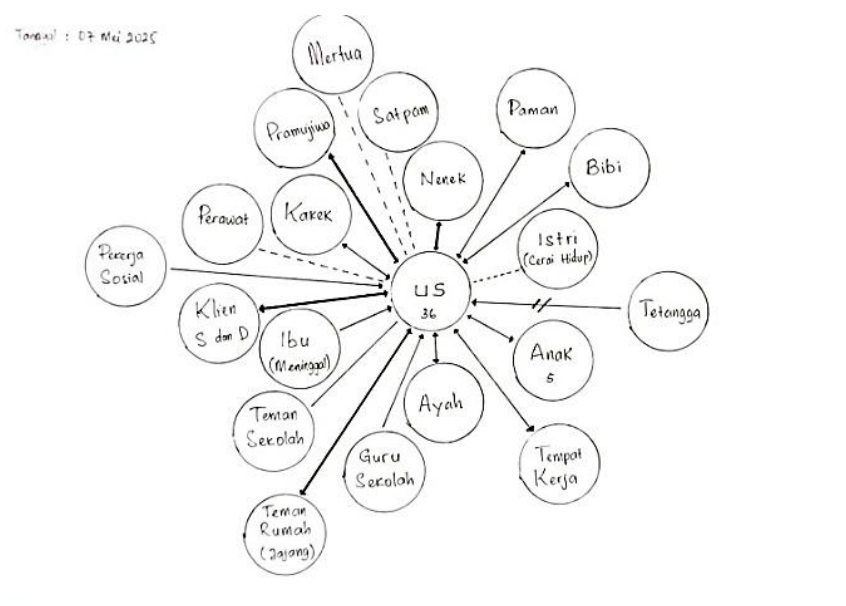 Tanggal : 07 Mei 2025
Mertua
Satpam
Paman
Pramujiwa
Nenek
Bibi
Perawat
Kakek
Istri
(Cerai Hidup)
Pekerja
Sosial
US
36
Klien
S dan D
Ibu
(Meninggal)
Tetangga
Anak
5
Ayah
Teman
Sekolah
Guru
Sekolah
Tempat
Kerja
Teman
Rumah
(Jajang)